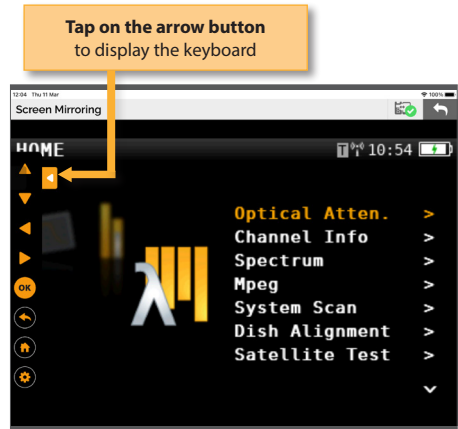 Tap on the arrow button
to display the keyboard
12:04 Thu 11 Mar
100%
Screen Mirroring
HOME
T 10:54
Optical Atten. >
Channel Info >
Spectrum >
Mpeg >
System Scan >
Dish Alignment >
Satellite Test >
OK
λ